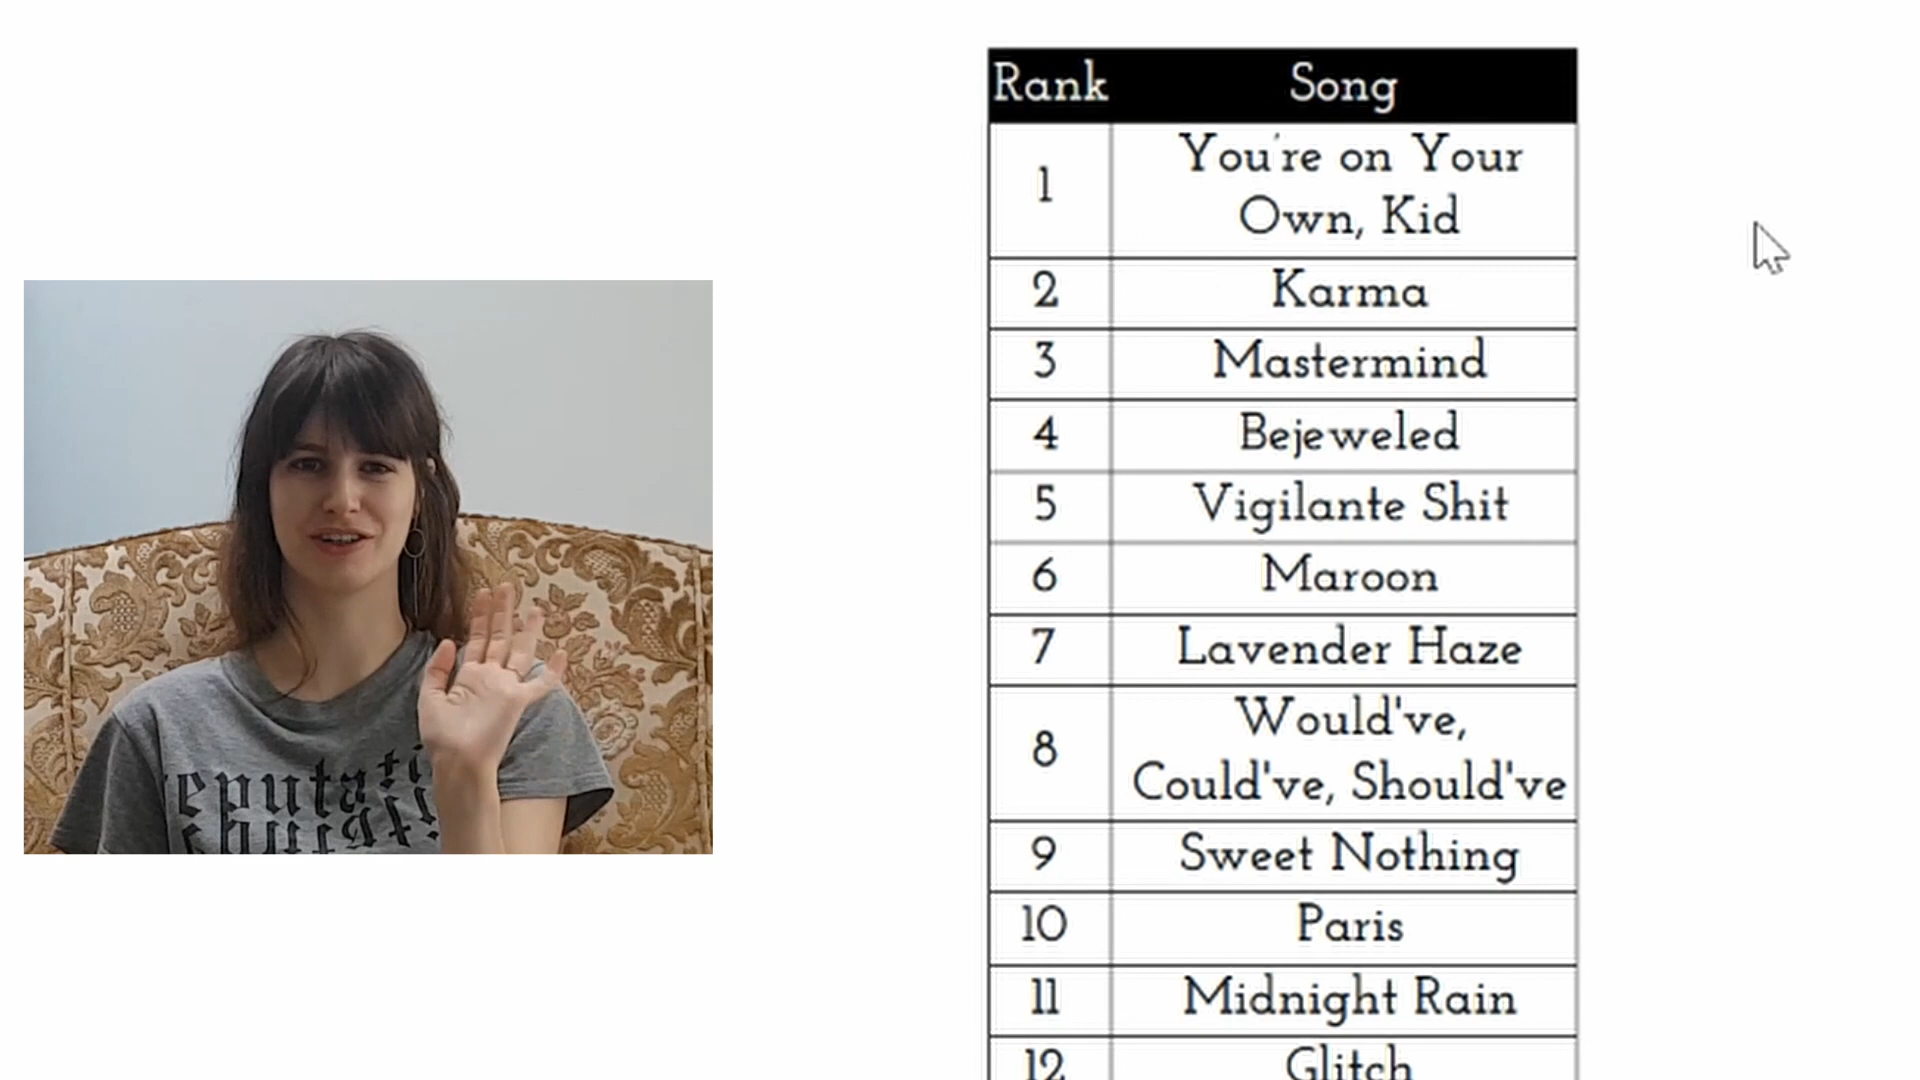 Rank Song
1 You're on Your
Own, Kid
2 Karma
3 Mastermind
4 Bejeweled
5 Vigilante Shit
6 Maroon
7 Lavender Haze
8 Would've,
Could've, Should've
9 Sweet Nothing
10 Paris
11 Midnight Rain
12 Glitch
eputati